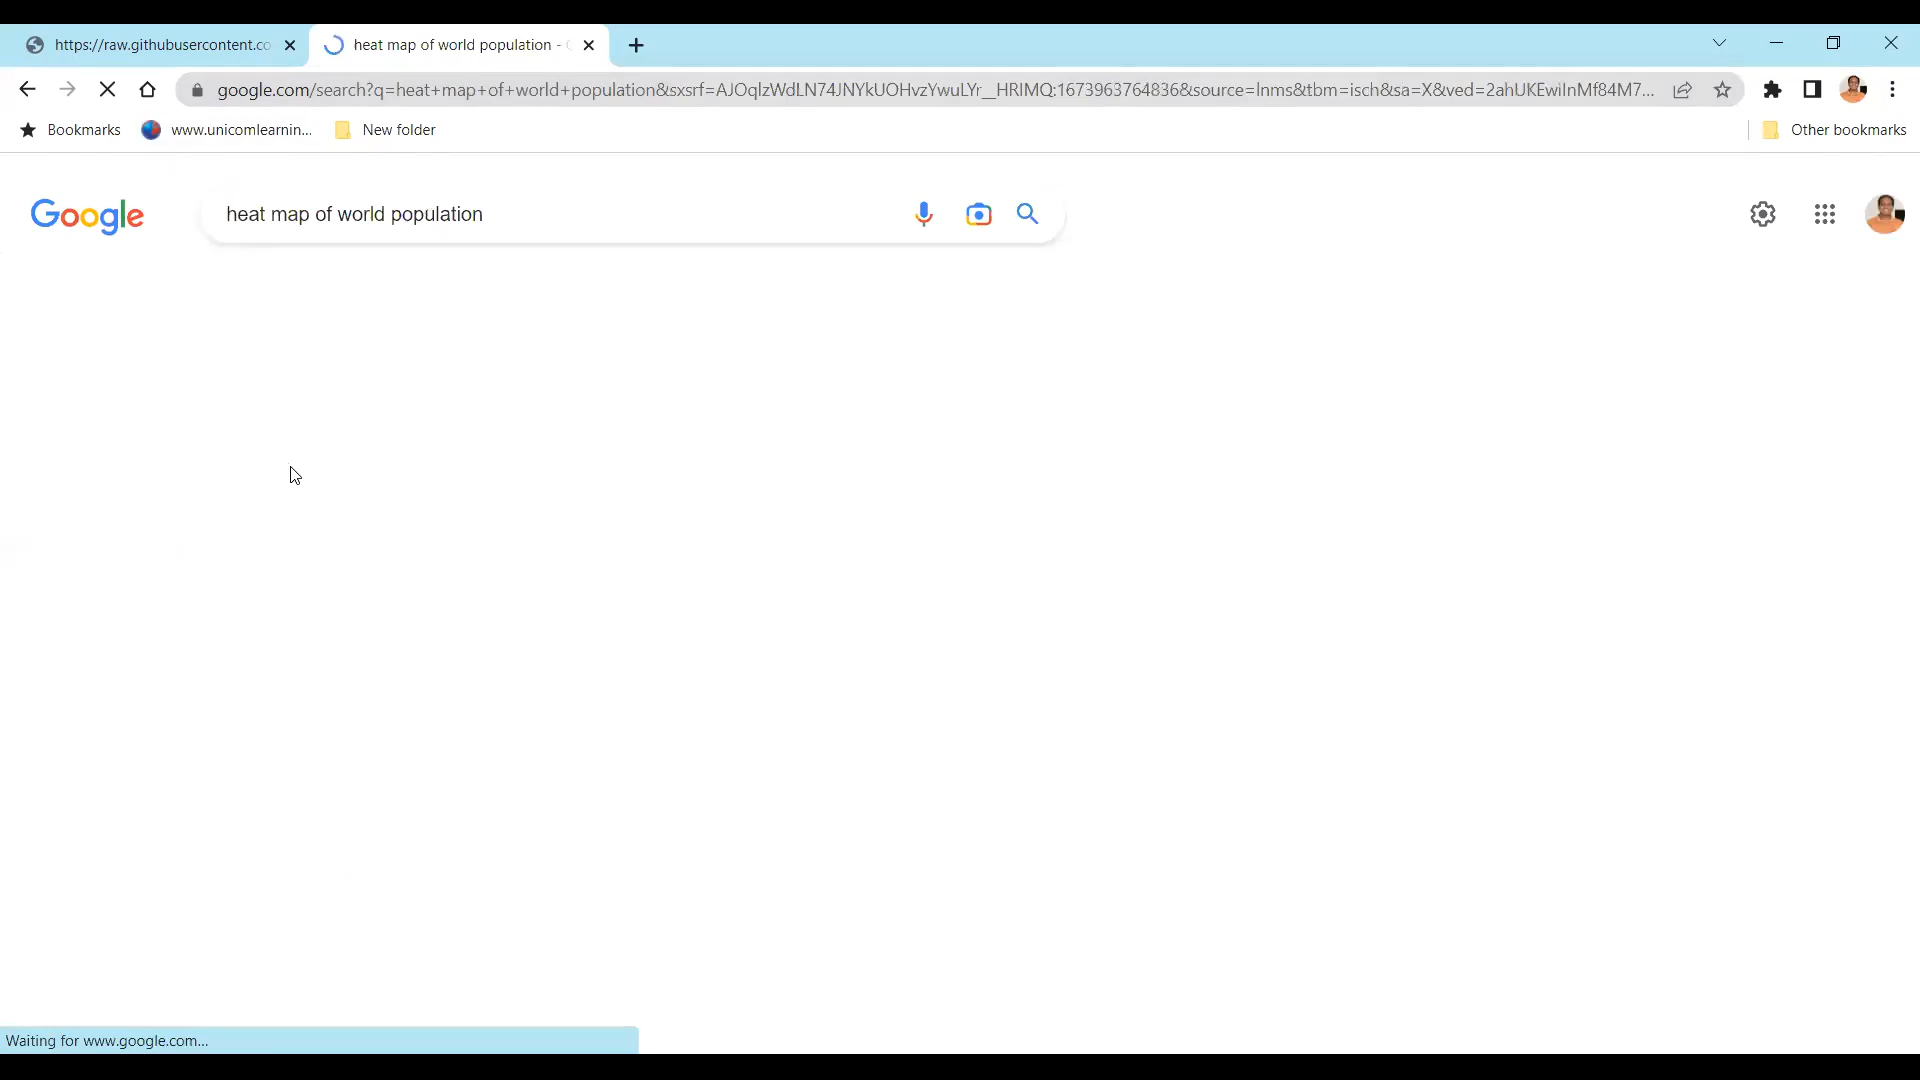 https://raw.githubusercontent.co
heat map of world population -
google.com/search?q=heat+map+of+world+population&sxsrf=AJOqlzWdLN74JNYkUOHvzYwuLYr__HRIMQ:1673963764836&source=lnms&tbm=isch&sa=X&ved=2ahUKEwiInMf84M7...
Bookmarks
www.unicomlearnin...
New folder
Other bookmarks
Google
heat map of world population
Waiting for www.google.com...